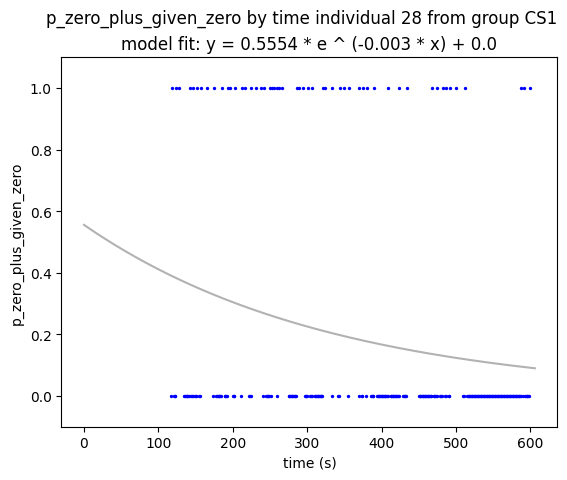 p_zero_plus_given_zero by time individual 28 from group CS1
model fit: y = 0.5554 * e ^ (-0.003 * x) + 0.0
p_zero_plus_given_zero
1.0
0.8
0.6
0.4
0.2
0.0
0 100 200 300 400 500 600
time (s)